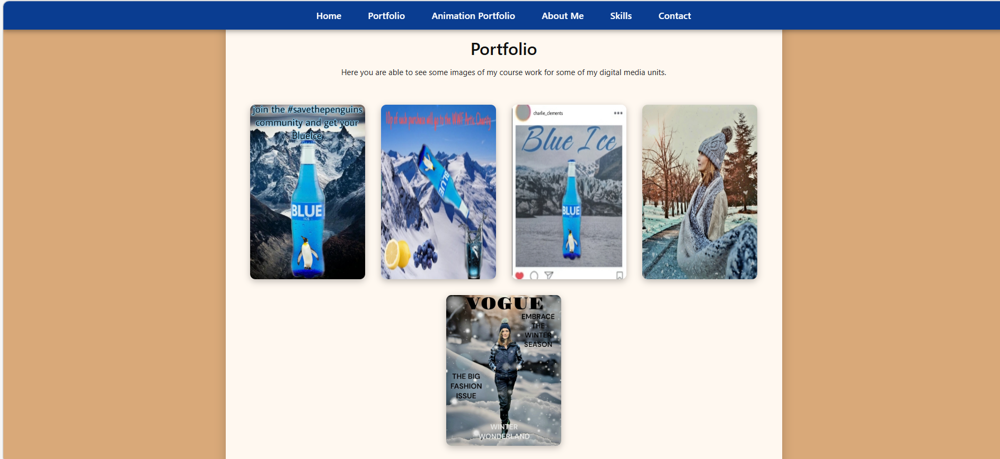 Home Portfolio Animation Portfolio About Me Skills Contact
Portfolio
Here you are able to see some images of my course work for some of my digital media units.
join the #savethepenguins
community and get your
BlueIce
BLUE
ICE
10p of each purchase will go to the WWF Artic Charity
BLUE
charlie_clements
Blue Ice
BLUE
VOGUE
EMBRACE
THE
WINTER
SEASON
THE BIG
FASHION
ISSUE
WINTER
WONDERLAND